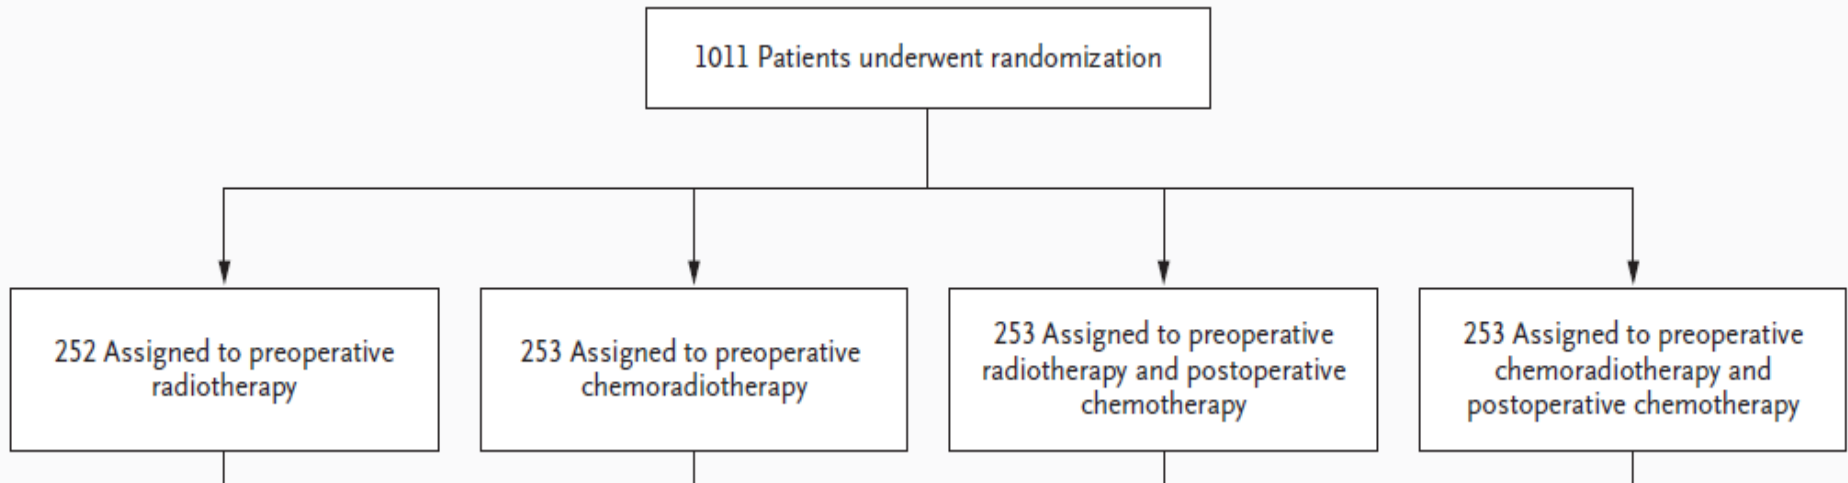 1011 Patients underwent randomization
252 Assigned to preoperative
radiotherapy
253 Assigned to preoperative
chemoradiotherapy
253 Assigned to preoperative
radiotherapy and postoperative
chemotherapy
253 Assigned to preoperative
chemoradiotherapy and
postoperative chemotherapy